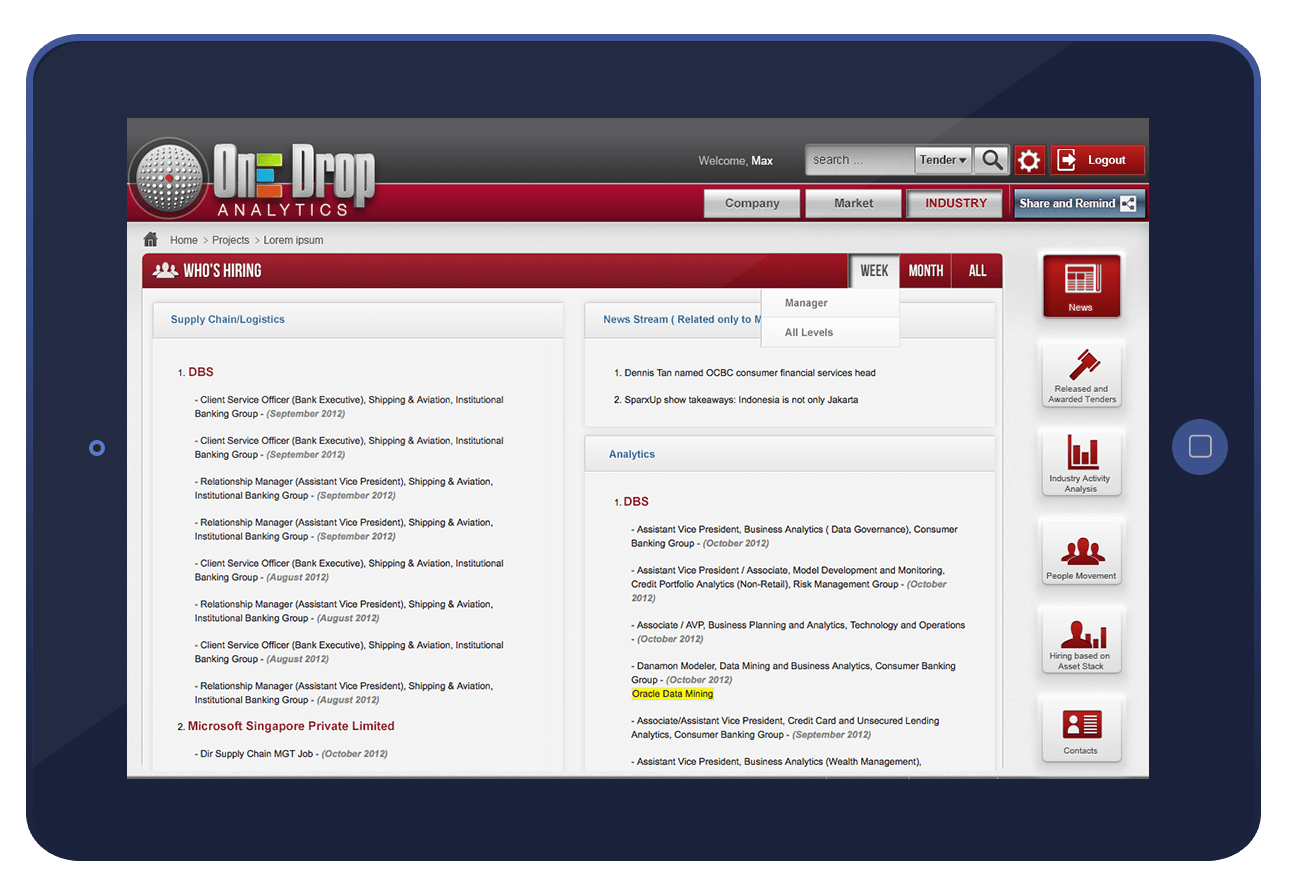 One Drop
ANALYTICS
Welcome, Max
search ...
Tender
Logout
Company
Market
INDUSTRY
Share and Remind
Home > Projects > Lorem ipsum
WHO'S HIRING
WEEK
MONTH
ALL
Manager
All Levels
Supply Chain/Logistics
1. DBS
- Client Service Officer (Bank Executive), Shipping & Aviation, Institutional
Banking Group - (September 2012)
- Client Service Officer (Bank Executive), Shipping & Aviation, Institutional
Banking Group - (September 2012)
- Relationship Manager (Assistant Vice President), Shipping & Aviation,
Institutional Banking Group - (September 2012)
- Relationship Manager (Assistant Vice President), Shipping & Aviation,
Institutional Banking Group - (September 2012)
- Client Service Officer (Bank Executive), Shipping & Aviation, Institutional
Banking Group - (August 2012)
- Relationship Manager (Assistant Vice President), Shipping & Aviation,
Institutional Banking Group - (August 2012)
- Client Service Officer (Bank Executive), Shipping & Aviation, Institutional
Banking Group - (August 2012)
- Relationship Manager (Assistant Vice President), Shipping & Aviation,
Institutional Banking Group - (August 2012)
2. Microsoft Singapore Private Limited
- Dir Supply Chain MGT Job - (October 2012)
News Stream ( Related only to M
1. Dennis Tan named OCBC consumer financial services head
2. SparxUp show takeaways: Indonesia is not only Jakarta
Analytics
1. DBS
- Assistant Vice President, Business Analytics ( Data Governance), Consumer
Banking Group - (October 2012)
- Assistant Vice President / Associate, Model Development and Monitoring,
Credit Portfolio Analytics (Non-Retail), Risk Management Group - (October
2012)
- Associate / AVP, Business Planning and Analytics, Technology and Operations
- (October 2012)
- Danamon Modeler, Data Mining and Business Analytics, Consumer Banking
Group - (October 2012)
Oracle Data Mining
- Associate/Assistant Vice President, Credit Card and Unsecured Lending
Analytics, Consumer Banking Group - (September 2012)
- Assistant Vice President, Business Analytics (Wealth Management),
News
Released and
Awarded Tenders
Industry Activity
Analysis
People Movement
Hiring based on
Asset Stack
Contacts